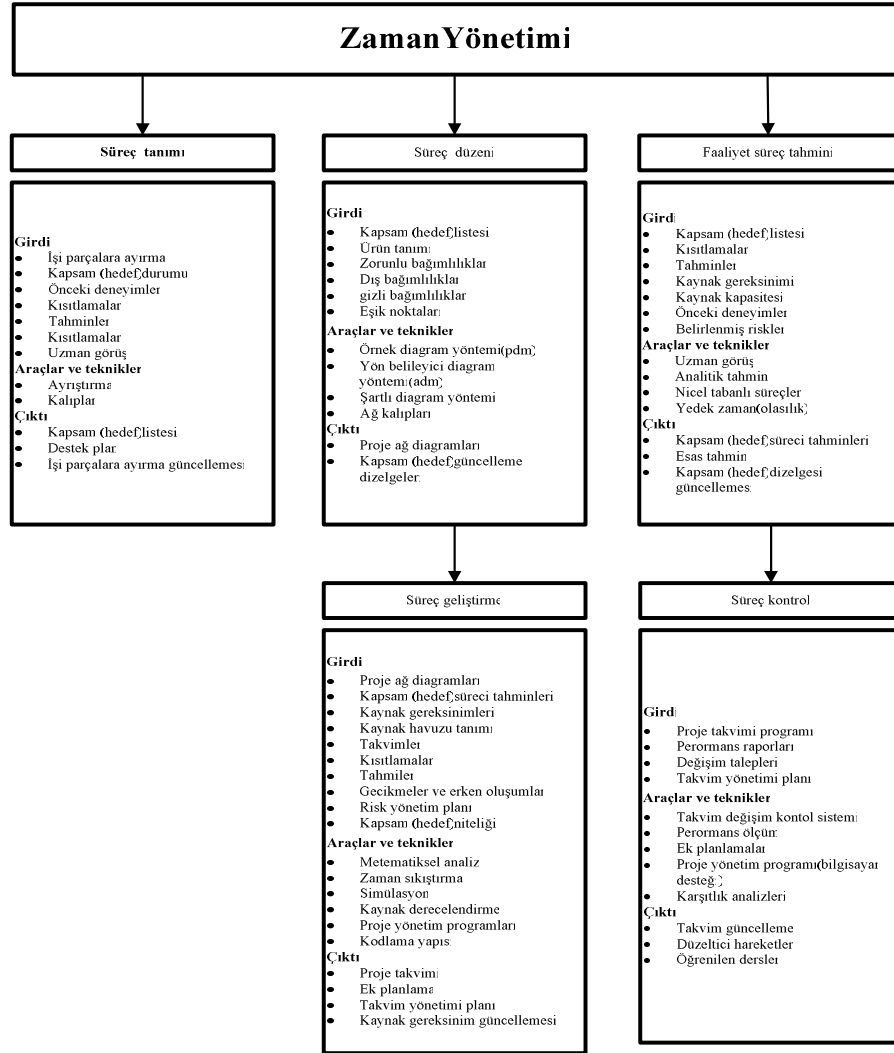 ZamanYönetimi
Süreç tanımı
Girdi
• İşi parçalara ayırma
• Kapsam (hedef)durumu
• Önceki deneyimler
• Kısıtlamalar
• Tahminler
• Kısıtlamalar
• Uzman görüş
Araçlar ve teknikler
• Ayrıştırma
• Kalıplar
Çıktı
• Kapsam (hedef)listesi
• Destek plan
• İşi parçalara ayırma güncellemesi
Süreç düzeni
Girdi
• Kapsam (hedef)listesi
• Ürün tanımı
• Zorunlu bağımlılıklar
• Dış bağımlılıklar
• gizli bağımlılıklar
• Eşik noktaları
Araçlar ve teknikler
• Örnek diagram yöntemi(pdm)
• Yön belileyici diagram
yöntemi(adm)
• Şartlı diagram yöntemi
• Ağ kalıpları
Çıktı
• Proje ağ diagramları
• Kapsam (hedef)güncelleme
dizelgeleri
Faaliyet süreç tahmini
Girdi
• Kapsam (hedef)listesi
• Kısıtlamalar
• Tahminler
• Kaynak gereksinimi
• Kaynak kapasitesi
• Önceki deneyimler
• Belirlenmiş riskler
Araçlar ve teknikler
• Uzman görüş
• Analitik tahmin
• Nicel tabanlı süreçler
• Yedek zaman(olasılık)
Çıktı
• Kapsam (hedef)süreci tahminleri
• Esas tahmin
• Kapsam (hedef)dizelgesi
güncellemesi
Süreç geliştirme
Girdi
• Proje ağ diagramları
• Kapsam (hedef)süreci tahminleri
• Kaynak gereksinimleri
• Kaynak havuzu tanımı
• Takvimler
• Kısıtlamalar
• Tahmiler
• Gecikmeler ve erken oluşumlar
• Risk yönetim planı
• Kapsam (hedef)niteliği
Araçlar ve teknikler
• Metematiksel analiz
• Zaman sıkıştırma
• Simülasyon
• Kaynak derecelendirme
• Proje yönetim programları
• Kodlama yapısı
Çıktı
• Proje takvimi
• Ek planlama
• Takvim yönetimi planı
• Kaynak gereksinim güncellemesi
Süreç kontrol
Girdi
• Proje takvimi programı
• Perormans raporları
• Değişim talepleri
• Takvim yönetimi planı
Araçlar ve teknikler
• Takvim değişim kontol sistemi
• Perormans ölçüm
• Ek planlamalar
• Proje yönetim programı(bilgisayar
desteği)
• Karşıtlık analizleri
Çıktı
• Takvim güncelleme
• Düzeltici hareketler
• Öğrenilen dersler